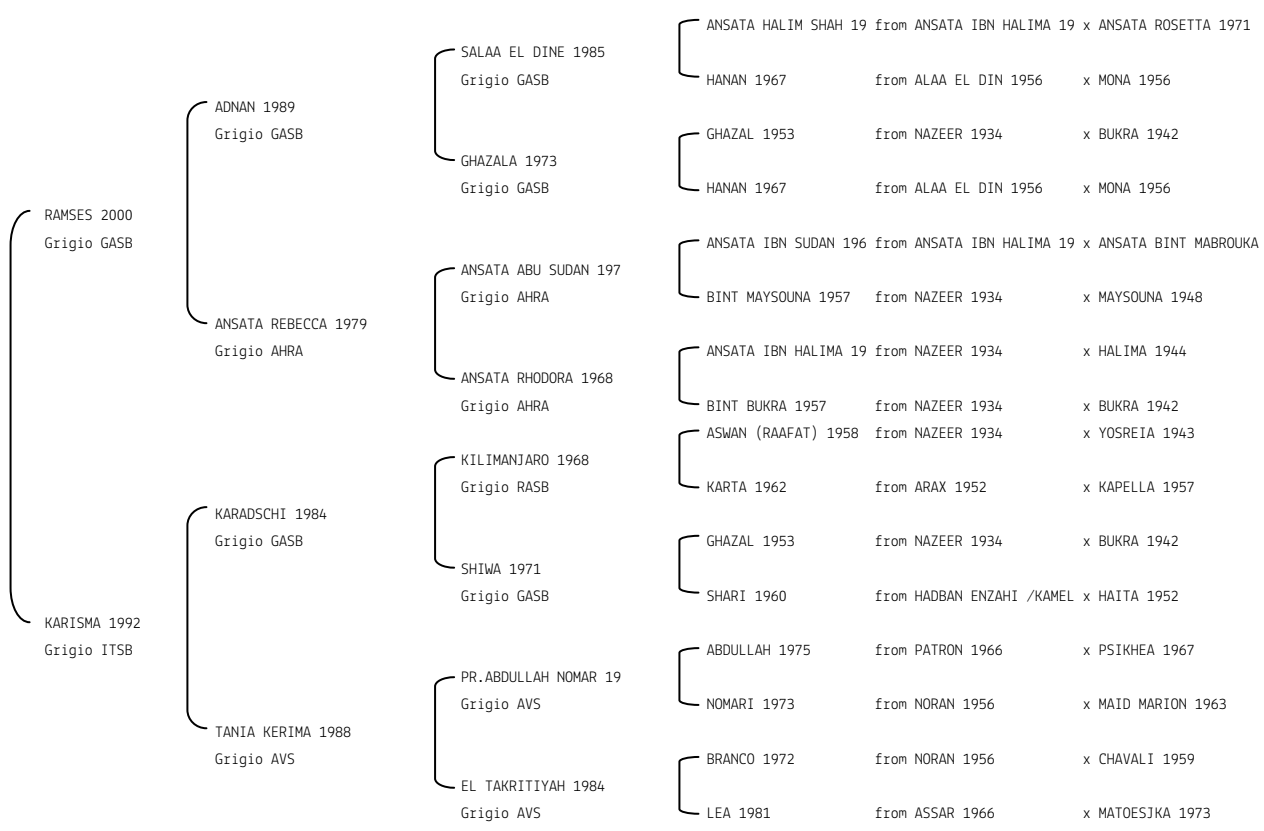 ANSATA HALIM SHAH 19 from ANSATA IBN HALIMA 19 x ANSATA ROSETTA 1971
SALAA EL DINE 1985
Grigio GASB
HANAN 1967 from ALAA EL DIN 1956 x MONA 1956
ADNAN 1989
Grigio GASB
GHAZAL 1953 from NAZEER 1934 x BUKRA 1942
GHAZALA 1973
Grigio GASB
HANAN 1967 from ALAA EL DIN 1956 x MONA 1956
RAMSES 2000
Grigio GASB
ANSATA IBN SUDAN 196 from ANSATA IBN HALIMA 19 x ANSATA BINT MABROUKA
ANSATA ABU SUDAN 197
Grigio AHRA
BINT MAYSOUNA 1957 from NAZEER 1934 x MAYSOUNA 1948
ANSATA REBECCA 1979
Grigio AHRA
ANSATA IBN HALIMA 19 from NAZEER 1934 x HALIMA 1944
ANSATA RHODORA 1968
Grigio AHRA
BINT BUKRA 1957 from NAZEER 1934 x BUKRA 1942
ASWAN (RAAFAT) 1958 from NAZEER 1934 x YOSREIA 1943
KILIMANJARO 1968
Grigio RASB
KARTA 1962 from ARAX 1952 x KAPELLA 1957
KARADSCHI 1984
Grigio GASB
GHAZAL 1953 from NAZEER 1934 x BUKRA 1942
SHIWA 1971
Grigio GASB
SHARI 1960 from HADBAN ENZAHI /KAMEL x HAITA 1952
KARISMA 1992
Grigio ITSB
ABDULLAH 1975 from PATRON 1966 x PSIKHEA 1967
PR.ABDULLAH NOMAR 19
Grigio AVS
NOMARI 1973 from NORAN 1956 x MAID MARION 1963
TANIA KERIMA 1988
Grigio AVS
BRANCO 1972 from NORAN 1956 x CHAVALI 1959
EL TAKRITIYAH 1984
Grigio AVS
LEA 1981 from ASSAR 1966 x MATOESJKA 1973